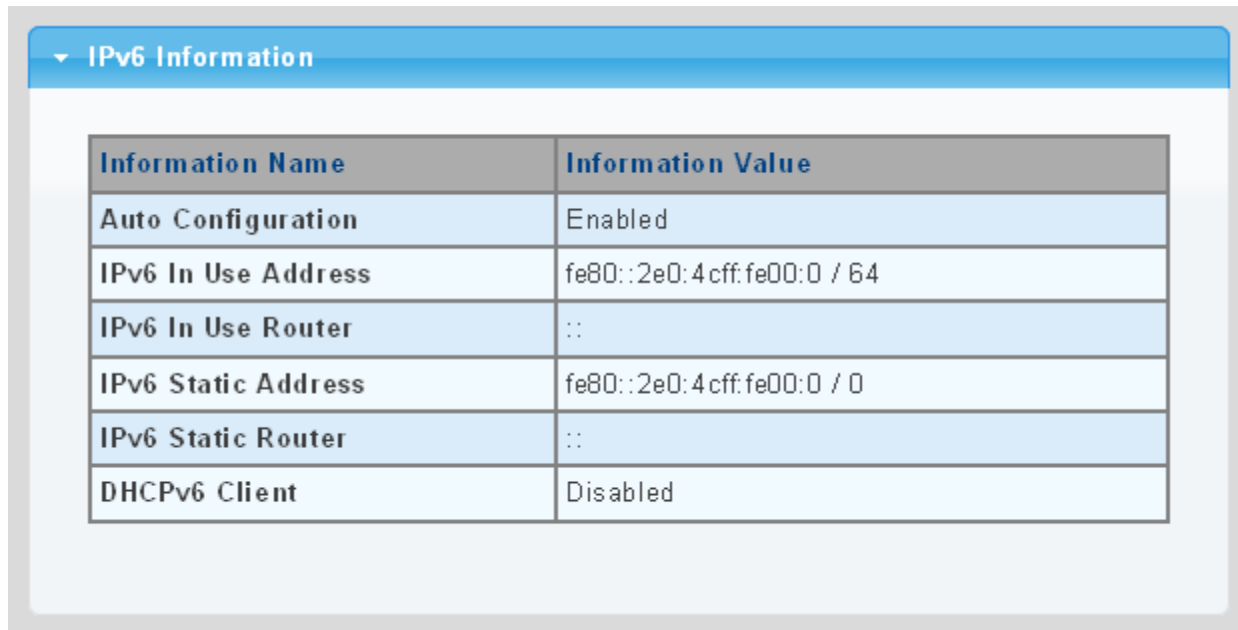 IPv6 Information
Information Name Information Value
Auto Configuration Enabled
IPv6 In Use Address fe80::2e0:4cff:fe00:0 / 64
IPv6 In Use Router ::
IPv6 Static Address fe80::2e0:4cff:fe00:0 / 0
IPv6 Static Router ::
DHCPv6 Client Disabled